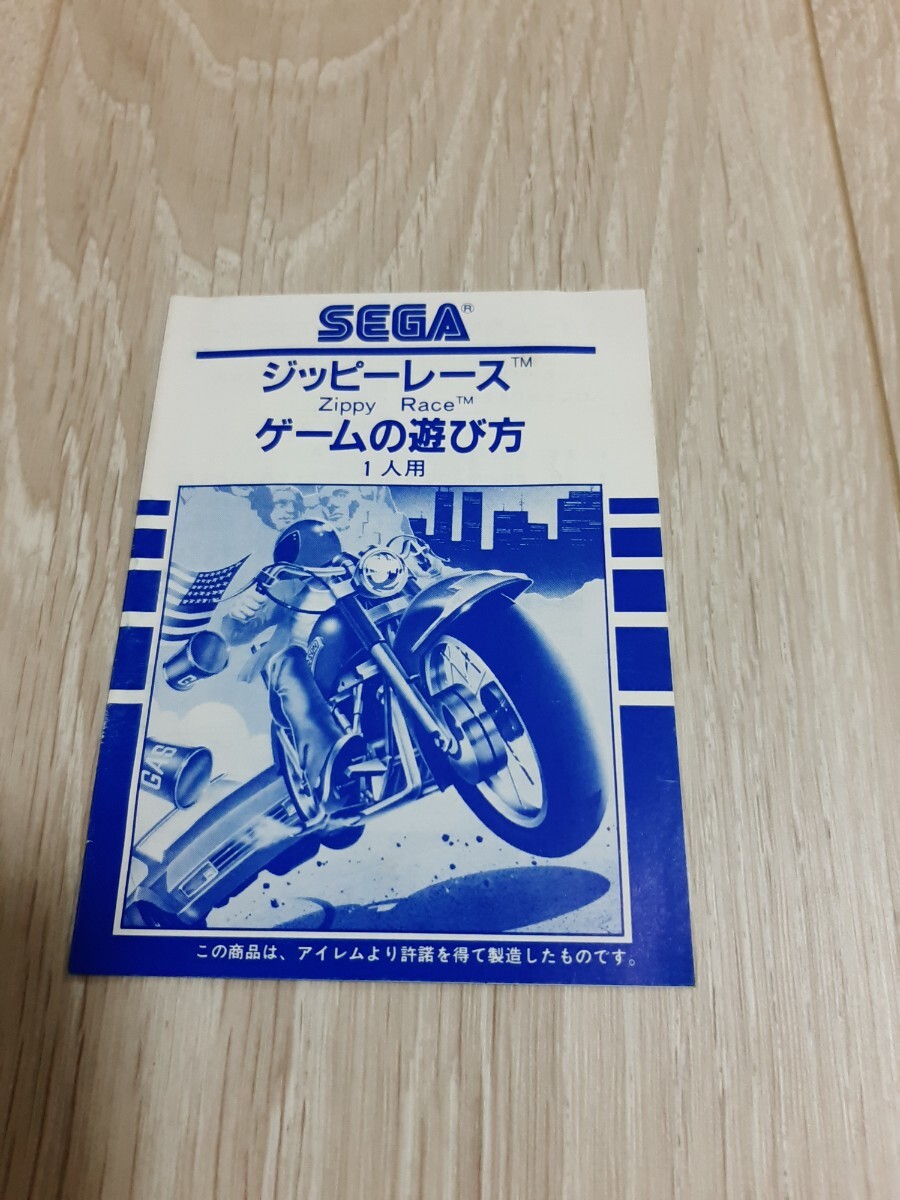 SEGA®
ジッピーレース™
Zippy Race™
ゲームの遊び方
1人用
GAS
この商品は、アイレムより許諾を得て製造したものです。